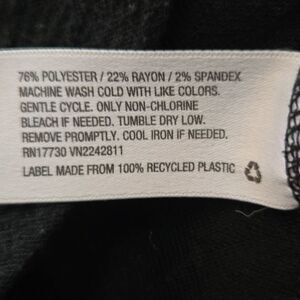 76% POLYESTER / 22% RAYON / 2% SPANDEX
MACHINE WASH COLD WITH LIKE COLORS.
GENTLE CYCLE. ONLY NON-CHLORINE
BLEACH IF NEEDED. TUMBLE DRY LOW.
REMOVE PROMPTLY. COOL IRON IF NEEDED.
RN17730 VN2242811
LABEL MADE FROM 100% RECYCLED PLASTIC